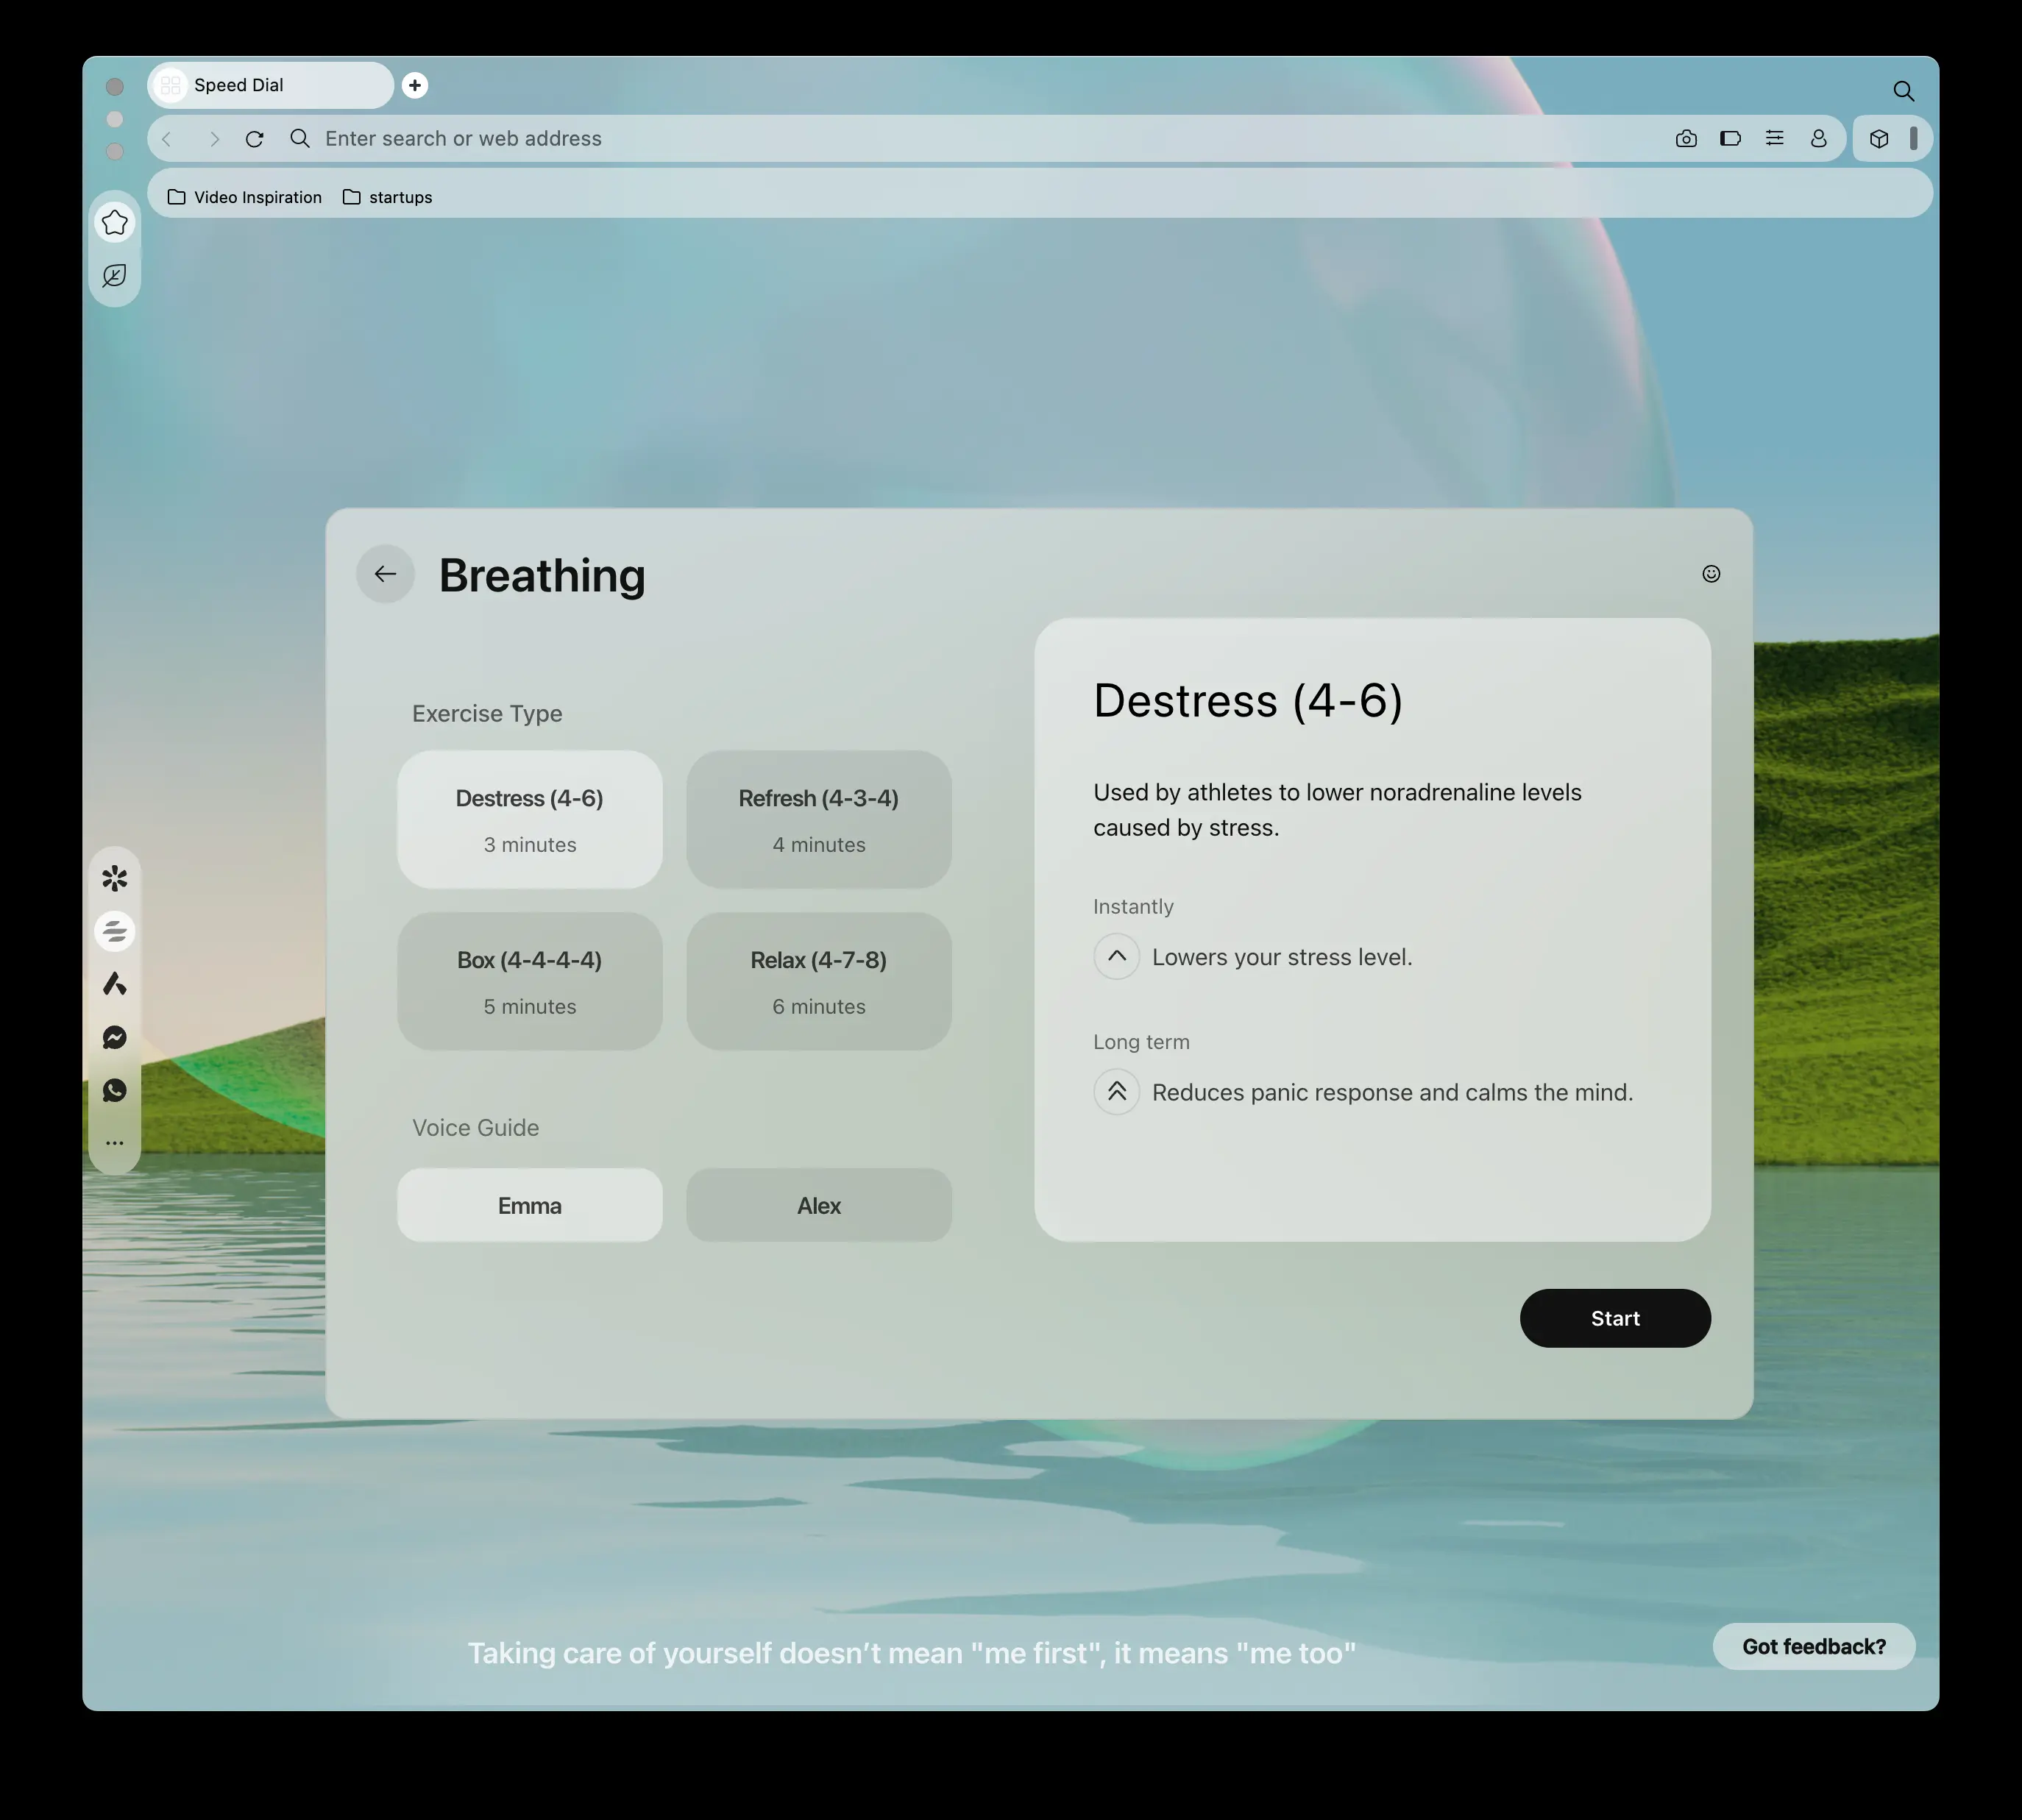 Speed Dial
Enter search or web address
Video Inspiration
startups
Breathing
Exercise Type
Destress (4-6)
3 minutes
Refresh (4-3-4)
4 minutes
Box (4-4-4-4)
5 minutes
Relax (4-7-8)
6 minutes
Voice Guide
Emma
Alex
Destress (4-6)
Used by athletes to lower noradrenaline levels
caused by stress.
Instantly
Lowers your stress level.
Long term
Reduces panic response and calms the mind.
Start
Taking care of yourself doesn’t mean "me first", it means "me too"
Got feedback?